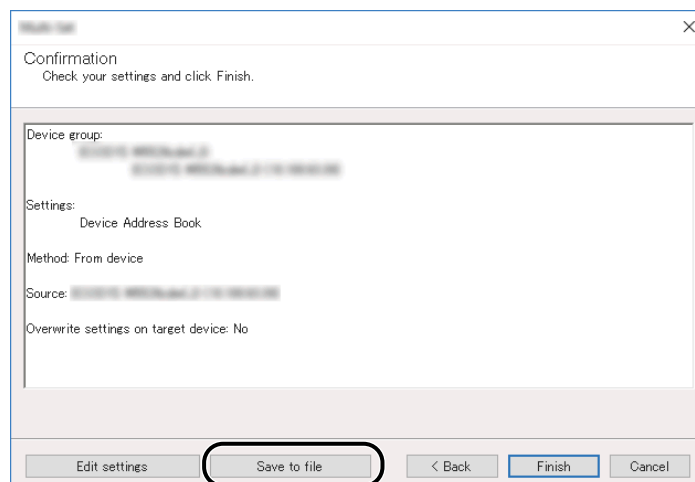 Confirmation
Check your settings and click Finish.
Device group:
Settings:
Device Address Book
Method: From device
Source:
Overwrite settings on target device: No
Edit settings
Save to file
< Back
Finish
Cancel